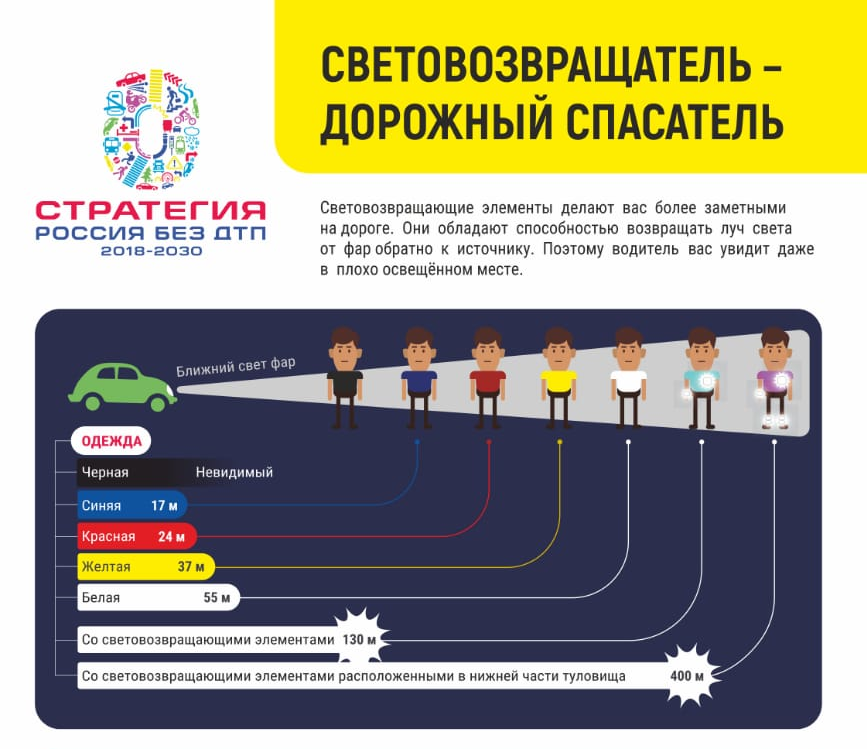 СВЕТОВОЗВРАЩАТЕЛЬ –
ДОРОЖНЫЙ СПАСАТЕЛЬ
СТРАТЕГИЯ
РОССИЯ БЕЗ ДТП
2018-2030
Световозвращающие элементы делают вас более заметными
на дороге. Они обладают способностью возвращать луч света
от фар обратно к источнику. Поэтому водитель вас увидит даже
в плохо освещённом месте.
Ближний свет фар
ОДЕЖДА
Черная Невидимый
Синяя 17 м
Красная 24 м
Желтая 37 м
Белая 55 м
Со световозвращающими элементами 130 м
Со световозвращающими элементами расположенными в нижней части туловища 400 м